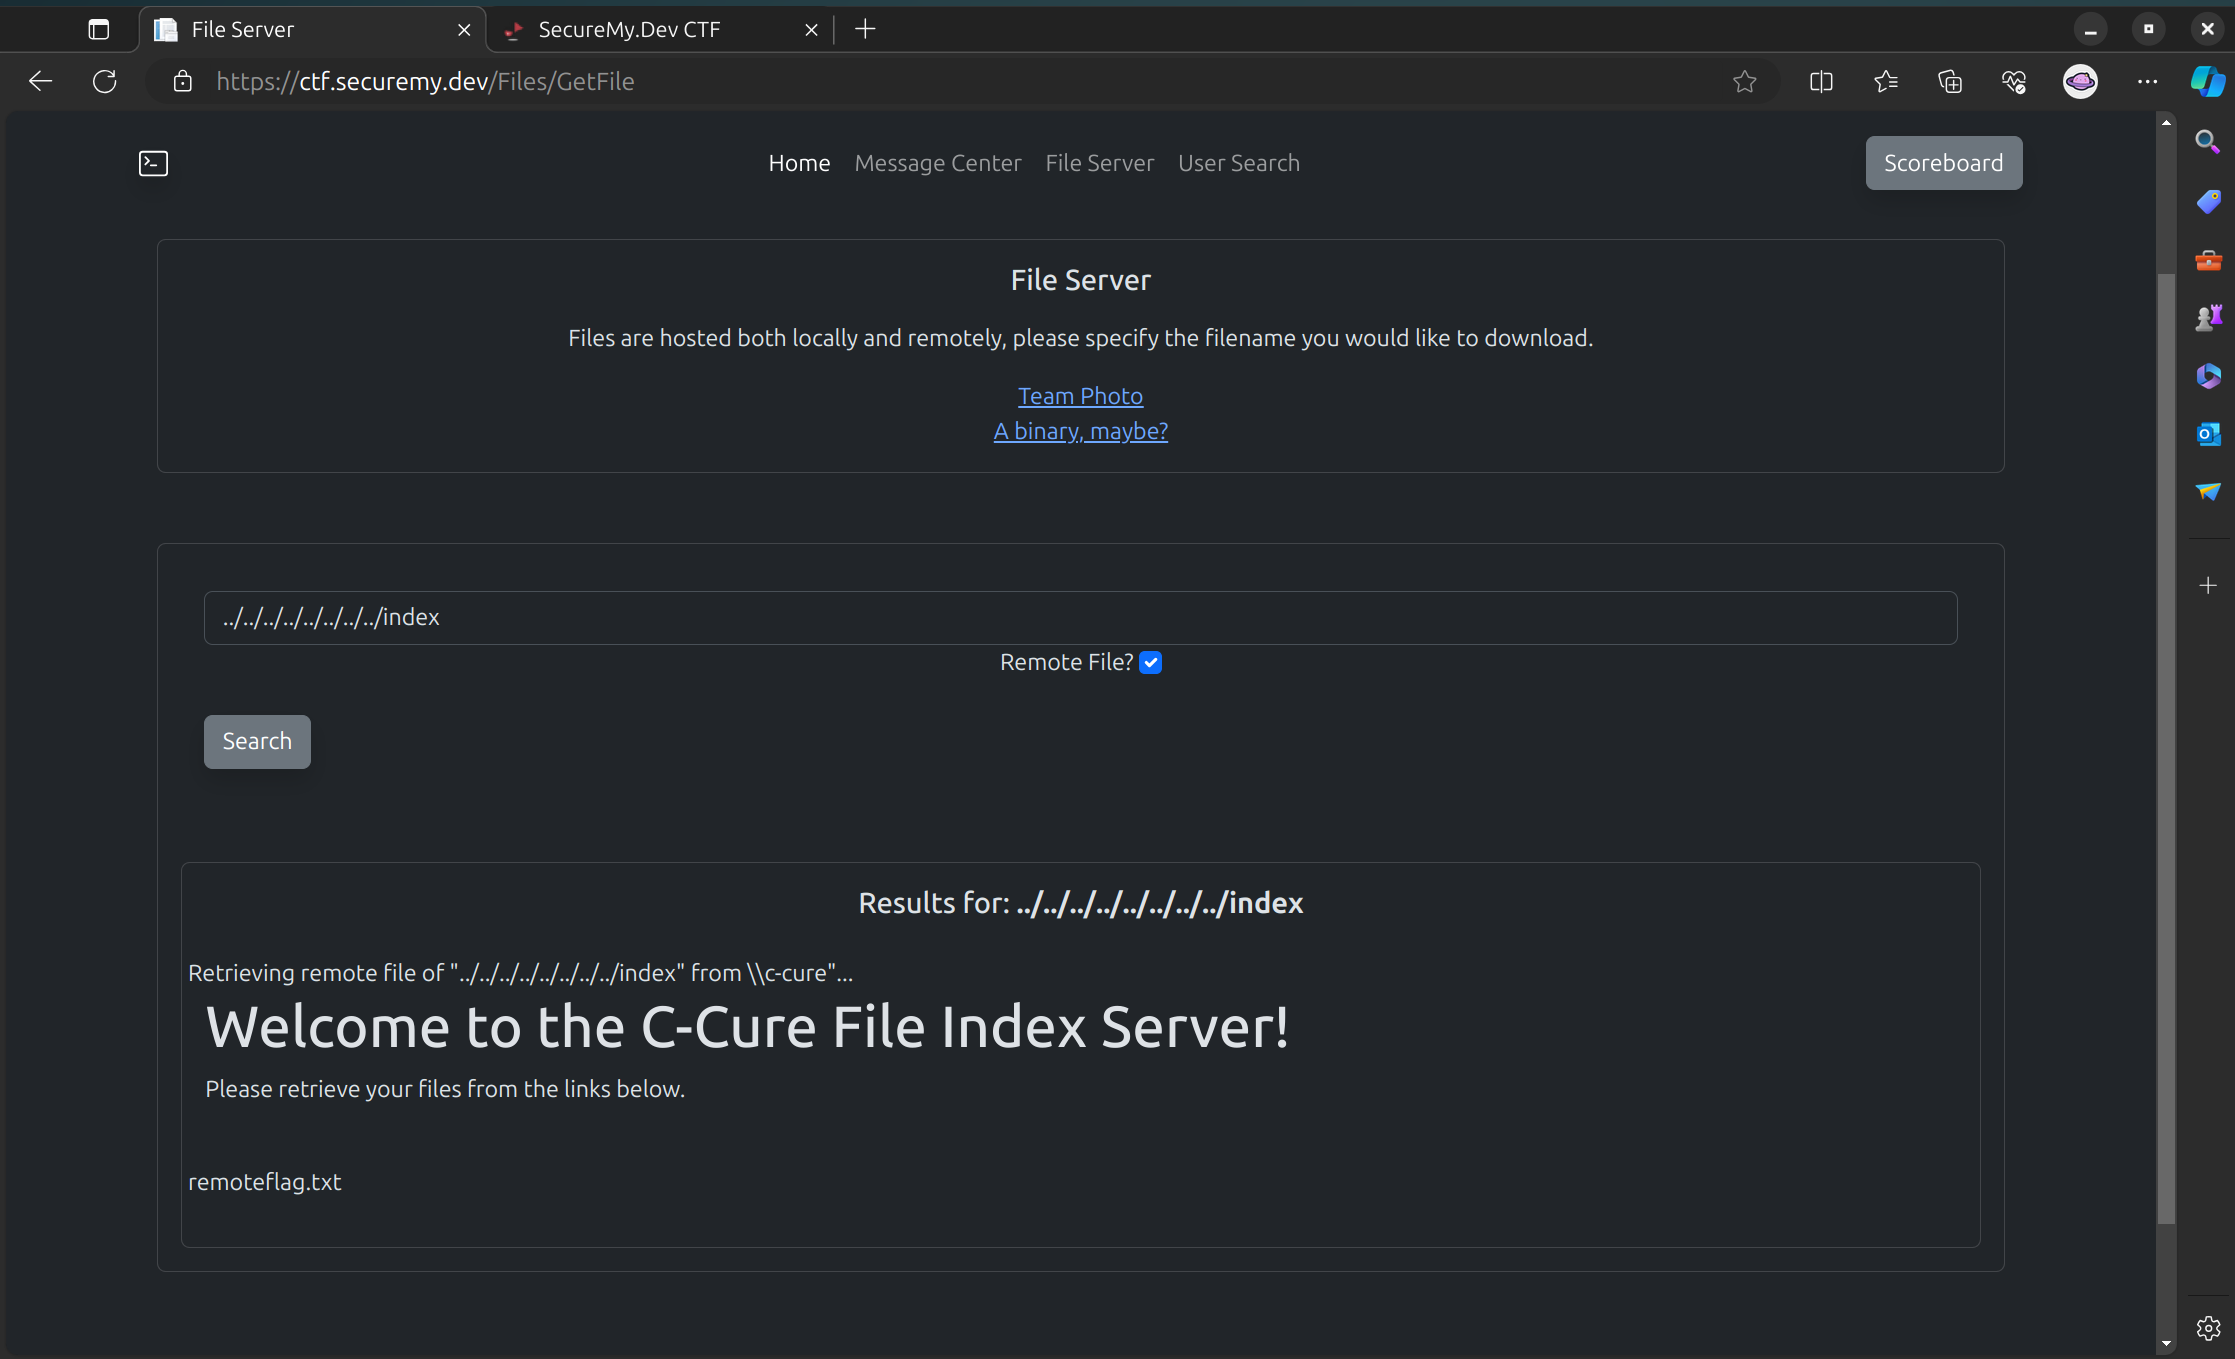 File Server
SecureMy.Dev CTF
https://ctf.securemy.dev/Files/GetFile
Home Message Center File Server User Search
Scoreboard
File Server
Files are hosted both locally and remotely, please specify the filename you would like to download.
Team Photo
A binary, maybe?
../../../../../../../../index
Remote File?
Search
Results for: ../../../../../../../../index
Retrieving remote file of "../../../../../../../../index" from \\c-cure"...
Welcome to the C-Cure File Index Server!
Please retrieve your files from the links below.
remoteflag.txt